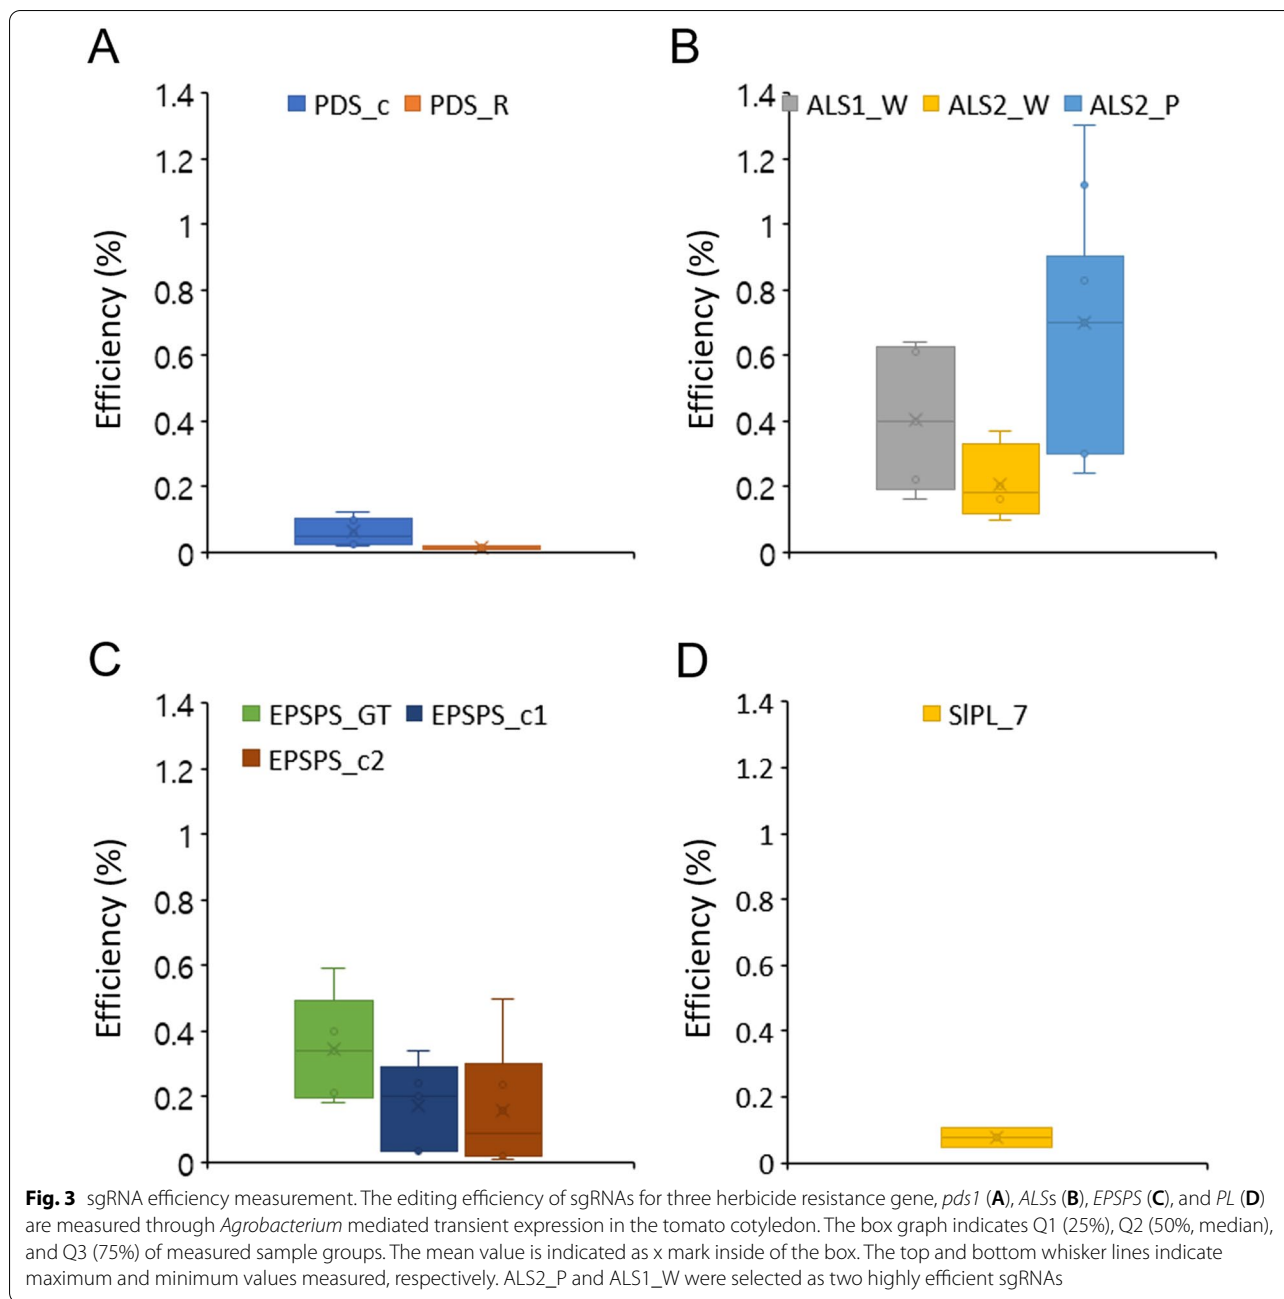 A
1.4
1.2
1
0.8
0.6
0.4
0.2
0
Efficiency (%)
PDS_c PDS_R
B
1.4
1.2
1
0.8
0.6
0.4
0.2
0
Efficiency (%)
ALS1_W ALS2_W ALS2_P
C
1.4
1.2
1
0.8
0.6
0.4
0.2
0
Efficiency (%)
EPSPS_GT EPSPS_c1
EPSPS_c2
D
1.4
1.2
1
0.8
0.6
0.4
0.2
0
Efficiency (%)
SlPL_7
Fig. 3 sgRNA efficiency measurement. The editing efficiency of sgRNAs for three herbicide resistance gene, pds1 (A), ALSs (B), EPSPS (C), and PL (D)
are measured through Agrobacterium mediated transient expression in the tomato cotyledon. The box graph indicates Q1 (25%), Q2 (50%, median),
and Q3 (75%) of measured sample groups. The mean value is indicated as x mark inside of the box. The top and bottom whisker lines indicate
maximum and minimum values measured, respectively. ALS2_P and ALS1_W were selected as two highly efficient sgRNAs